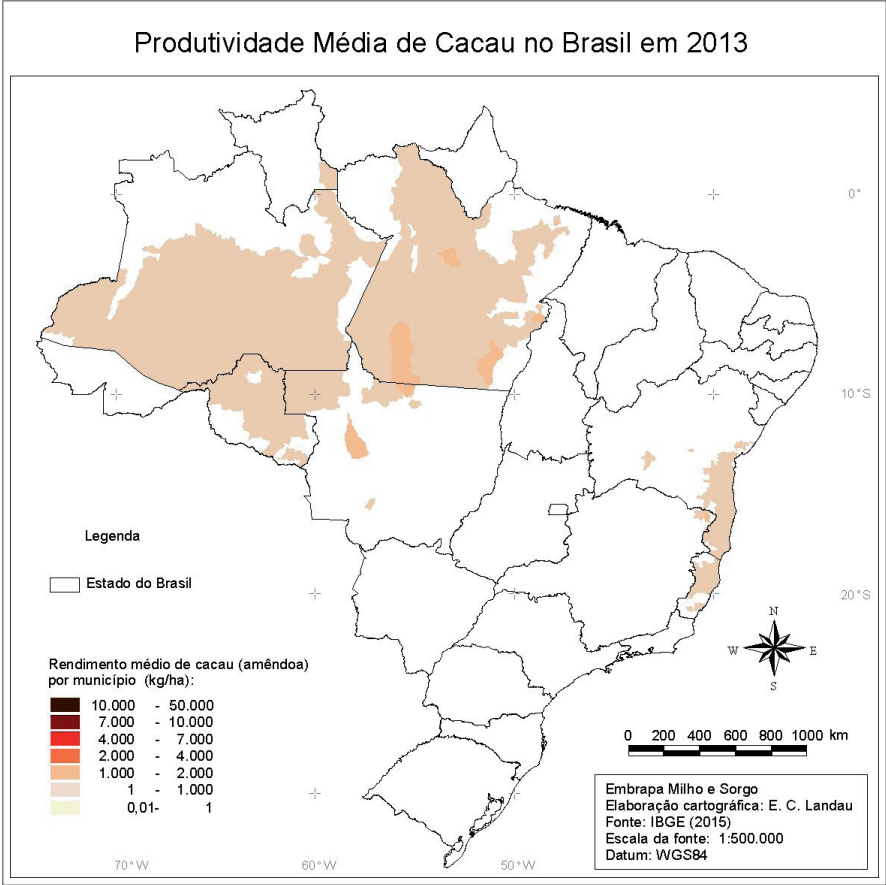 Produtividade Média de Cacau no Brasil em 2013
0°
10°S
20°S
Legenda
Estado do Brasil
N
W E
S
Rendimento médio de cacau (amêndoa)
por município (kg/ha):
10.000 - 50.000
7.000 - 10.000
4.000 - 7.000
2.000 - 4.000
1.000 - 2.000
1 - 1.000
0,01- 1
0 200 400 600 800 1000 km
Embrapa Milho e Sorgo
Elaboração cartográfica: E. C. Landau
Fonte: IBGE (2015)
Escala da fonte: 1:500.000
Datum: WGS84
70°W 60°W 50°W